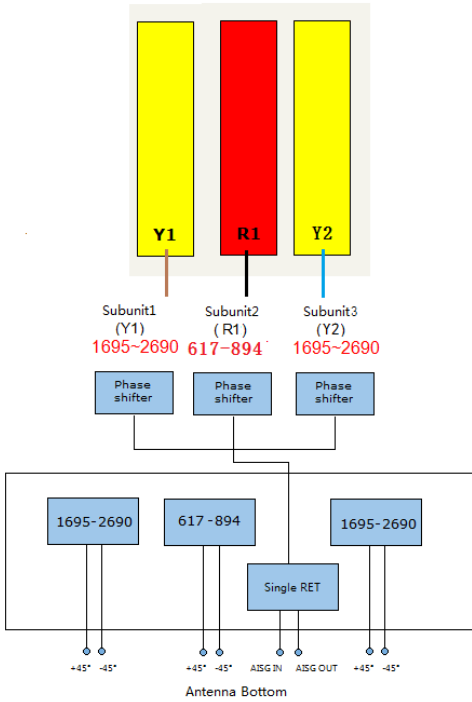 Y1 R1 Y2
Subunit1 Subunit2 Subunit3
(Y1) ( R1) (Y2)
1695~2690 617-894 1695~2690
Phase Phase Phase
shifter shifter shifter
1695-2690 617 -894 1695-2690
Single RET
+45° -45° +45° -45° AISG IN AISG OUT +45° -45°
Antenna Bottom